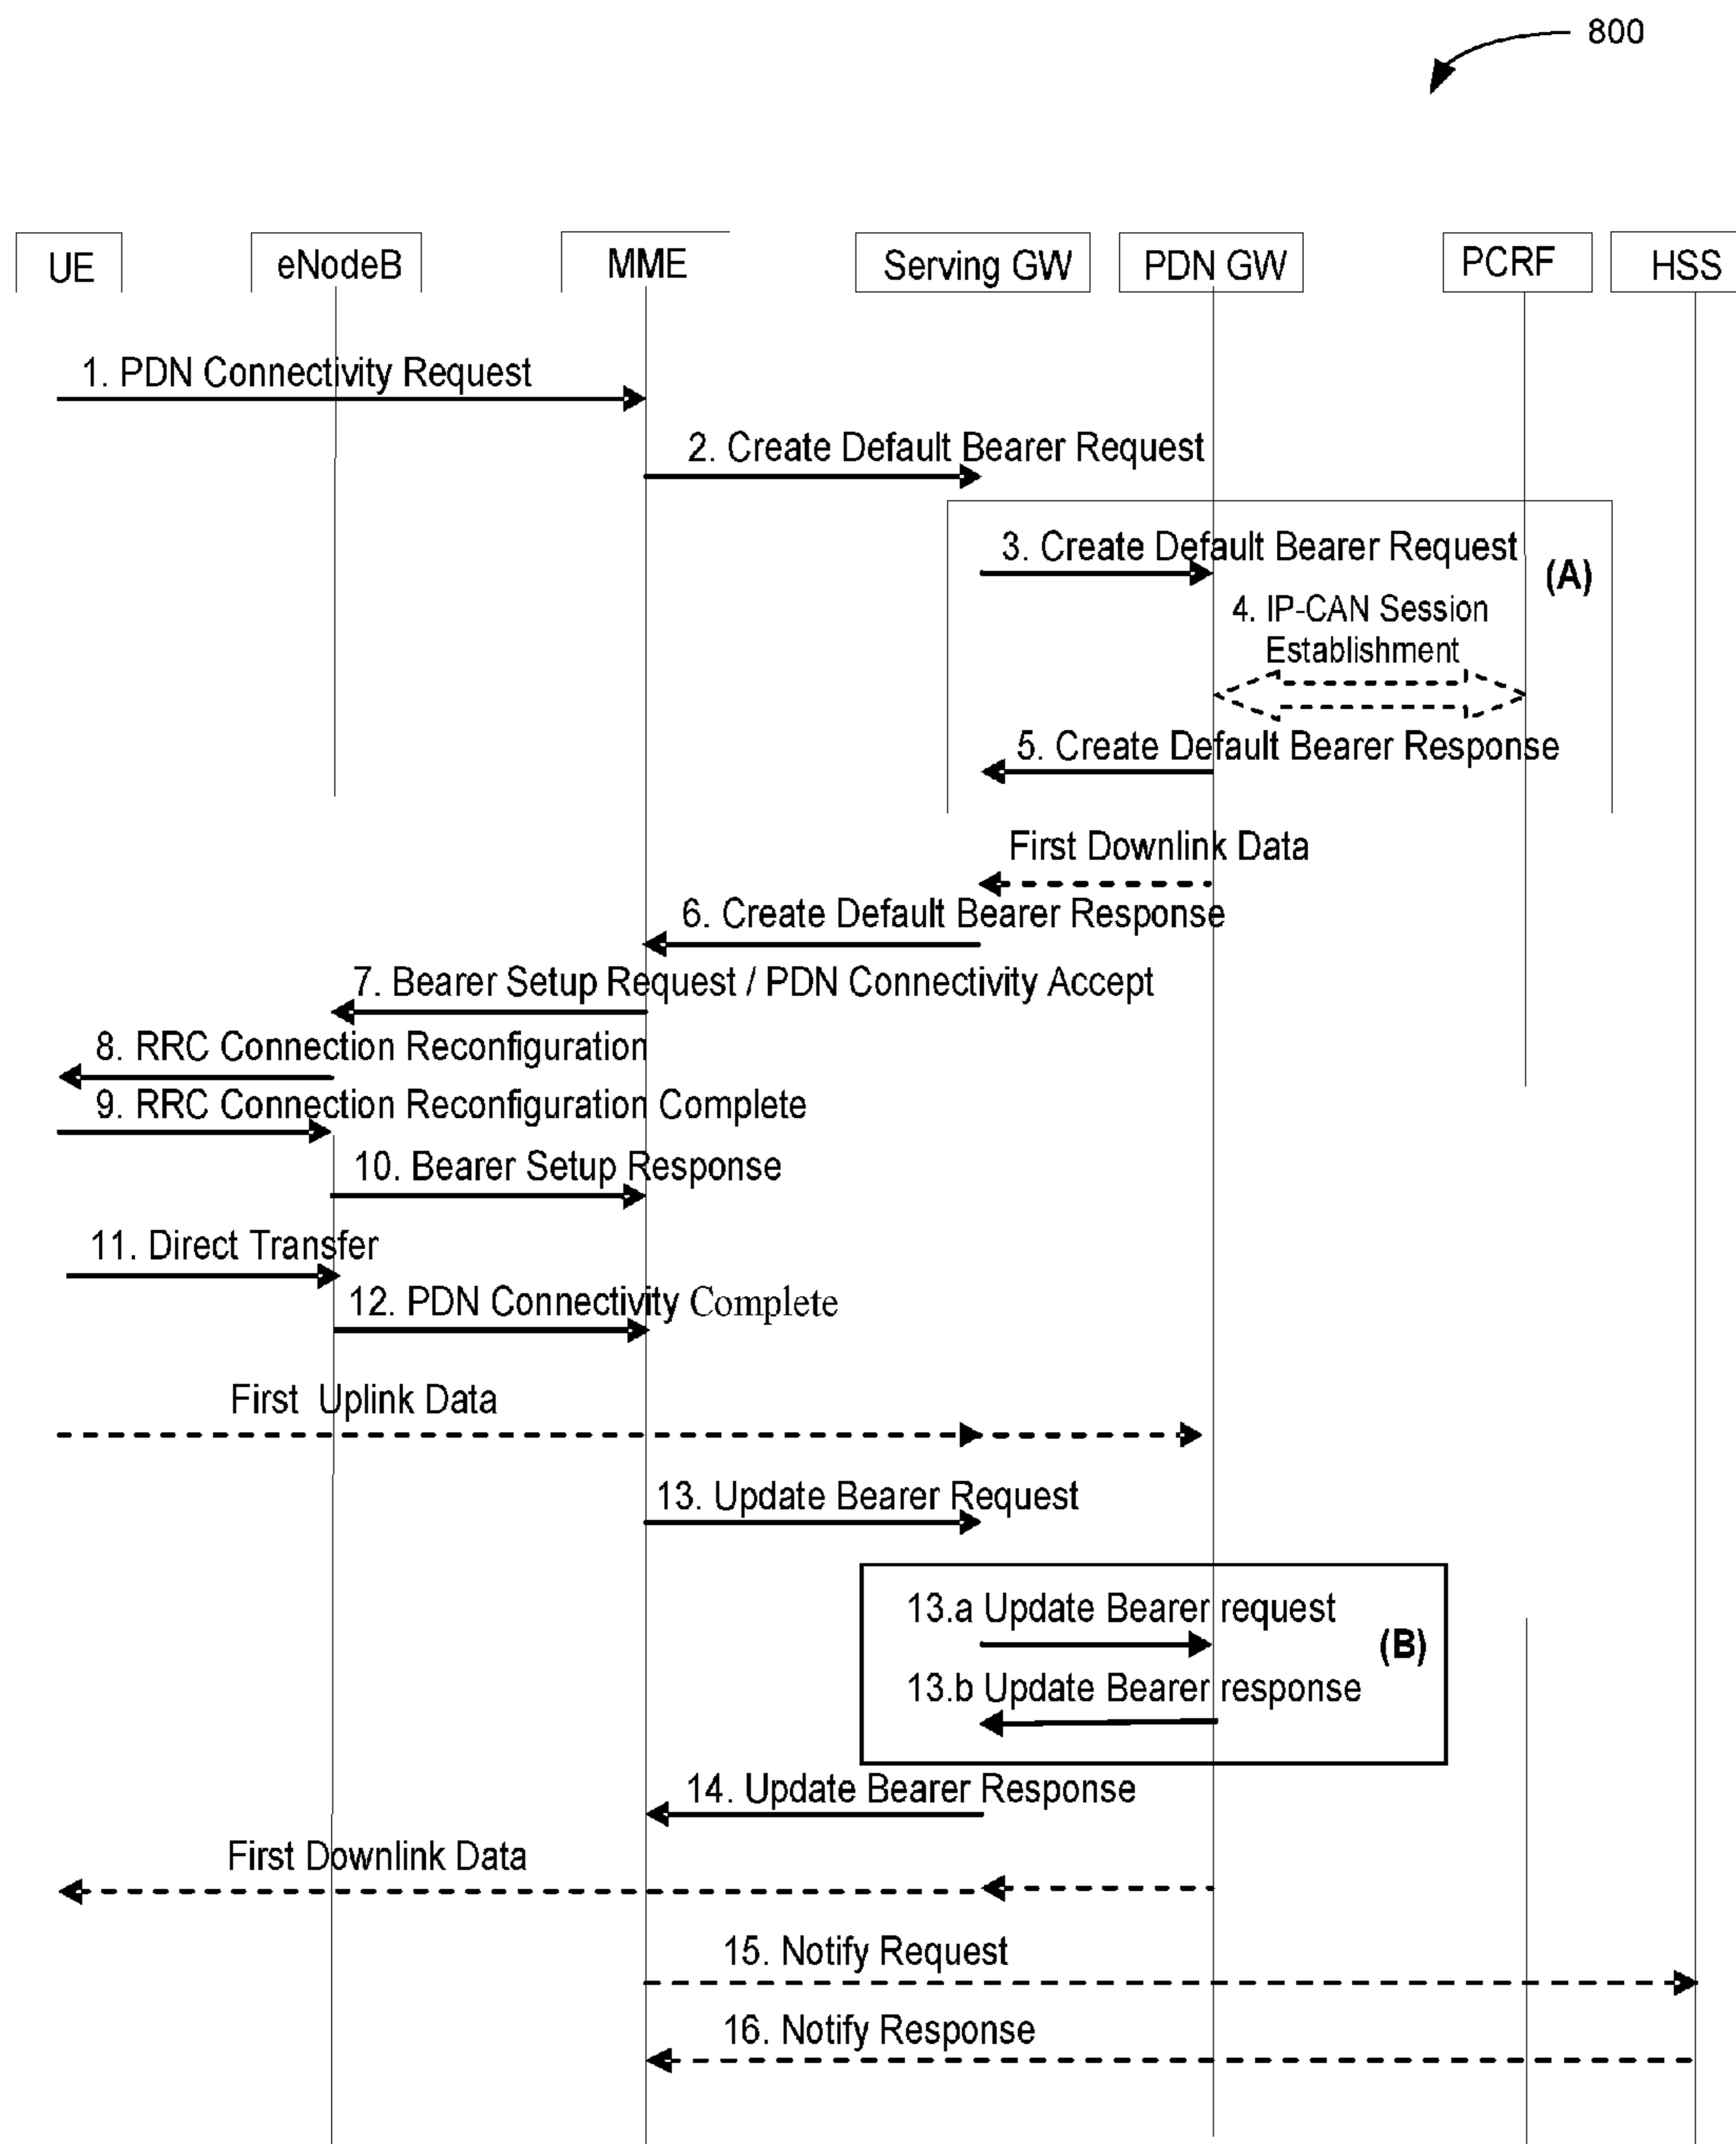 800
UE
eNodeB
MME
Serving GW
PDN GW
PCRF
HSS
1. PDN Connectivity Request
2. Create Default Bearer Request
3. Create Default Bearer Request
(A)
4. IP-CAN Session
Establishment
5. Create Default Bearer Response
First Downlink Data
6. Create Default Bearer Response
7. Bearer Setup Request / PDN Connectivity Accept
8. RRC Connection Reconfiguration
9. RRC Connection Reconfiguration Complete
10. Bearer Setup Response
11. Direct Transfer
12. PDN Connectivity Complete
First Uplink Data
13. Update Bearer Request
13.a Update Bearer request
(B)
13.b Update Bearer response
14. Update Bearer Response
First Downlink Data
15. Notify Request
16. Notify Response